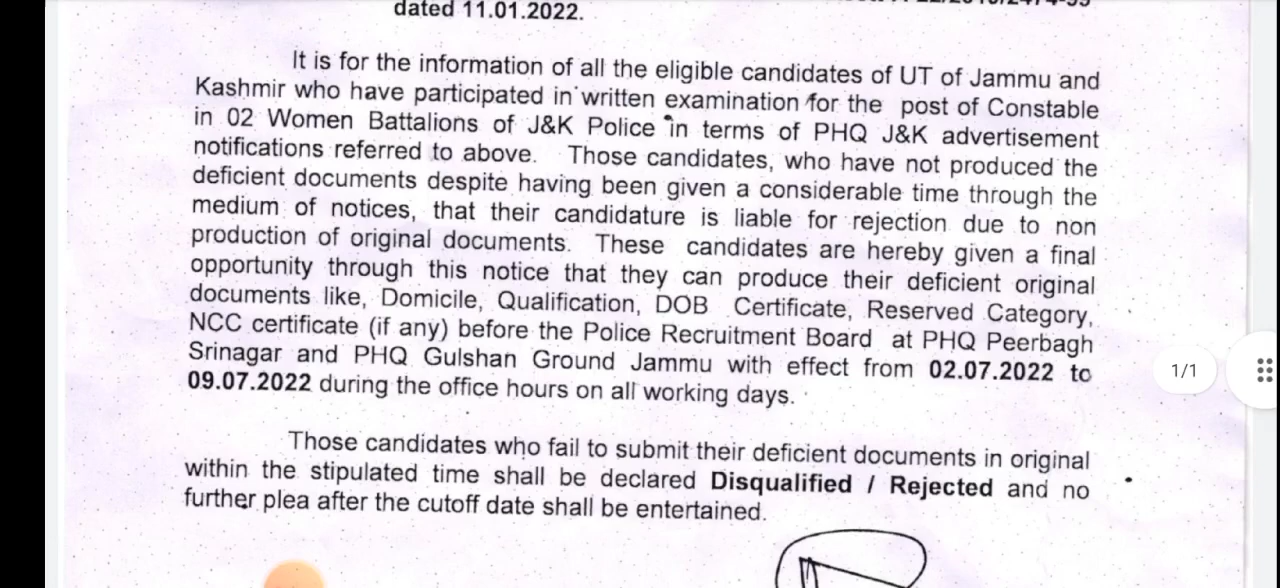 dated 11.01.2022.
It is for the information of all the eligible candidates of UT of Jammu and
Kashmir who have participated in written examination for the post of Constable
in 02 Women Battalions of J&K Police in terms of PHQ J&K advertisement
notifications referred to above. Those candidates, who have not produced the
deficient documents despite having been given a considerable time through the
medium of notices, that their candidature is liable for rejection due to non
production of original documents. These candidates are hereby given a final
opportunity through this notice that they can produce their deficient original
documents like, Domicile, Qualification, DOB Certificate, Reserved Category,
NCC certificate (if any) before the Police Recruitment Board at PHQ Peerbagh
Srinagar and PHQ Gulshan Ground Jammu with effect from 02.07.2022 to
09.07.2022 during the office hours on all working days.
1/1
Those candidates who fail to submit their deficient documents in original
within the stipulated time shall be declared Disqualified / Rejected and no
further plea after the cutoff date shall be entertained.